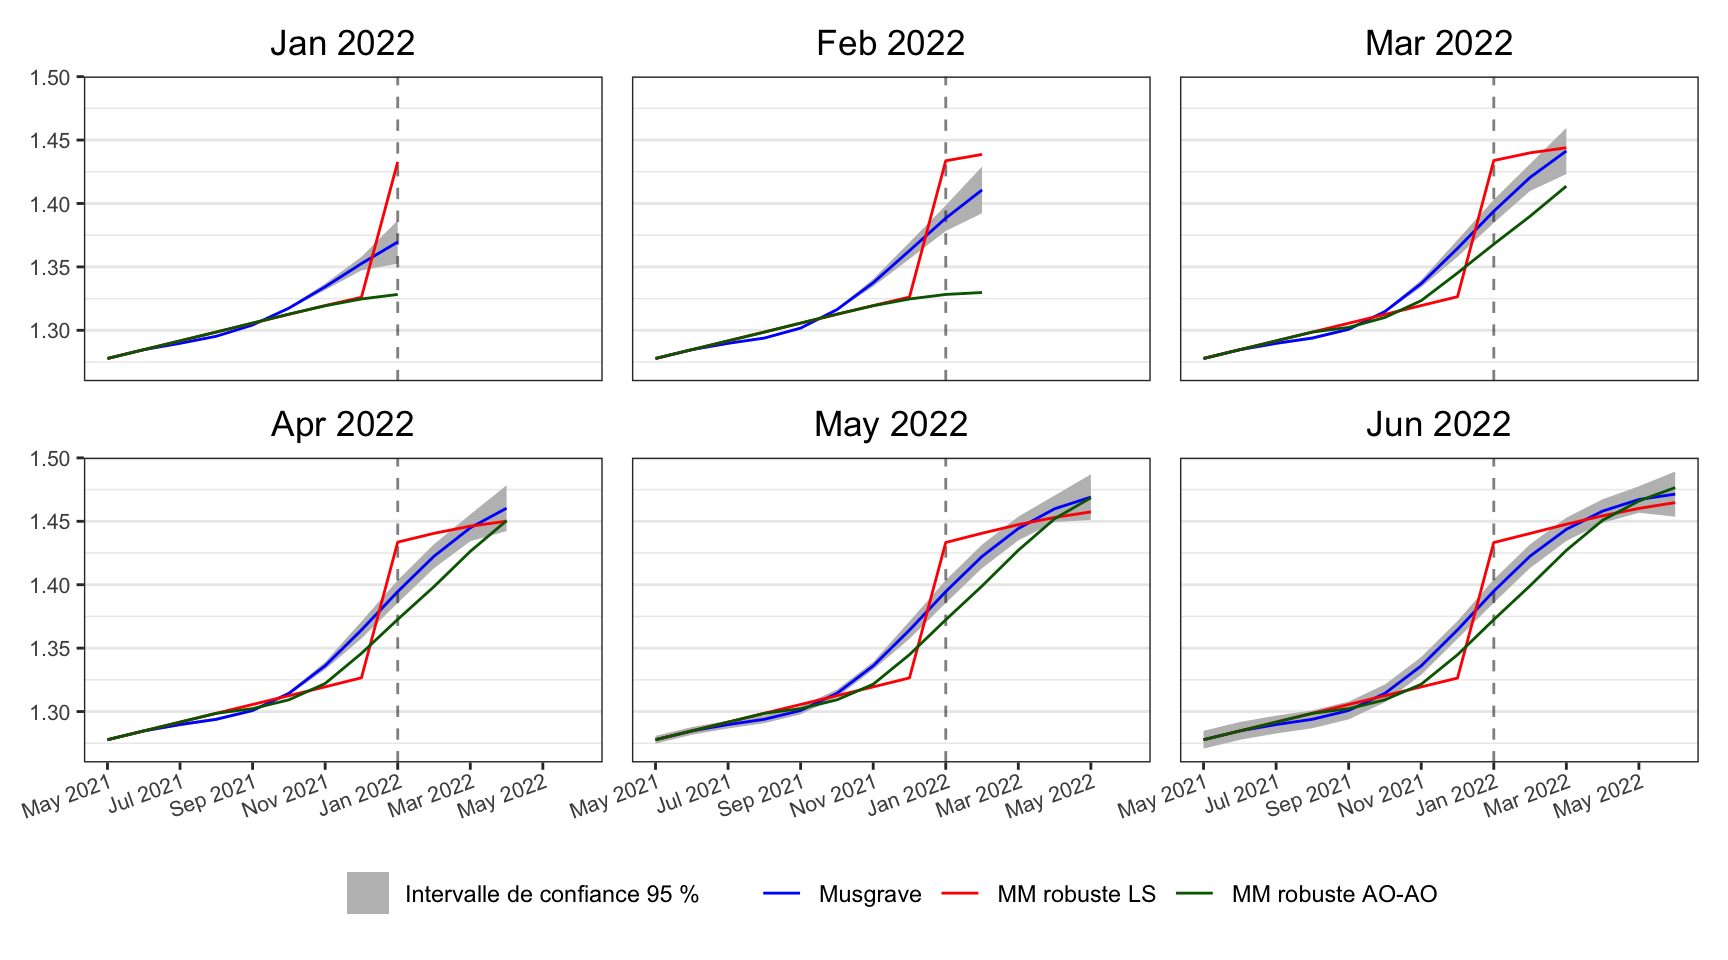 Jan 2022
Feb 2022
Mar 2022
1.50
1.45
1.40
1.35
1.30
Apr 2022
May 2022
Jun 2022
1.50
1.45
1.40
1.35
1.30
May 2021 Jul 2021 Sep 2021 Nov 2021 Jan 2022 Mar 2022 May 2022
May 2021 Jul 2021 Sep 2021 Nov 2021 Jan 2022 Mar 2022 May 2022
May 2021 Jul 2021 Sep 2021 Nov 2021 Jan 2022 Mar 2022 May 2022
Intervalle de confiance 95 % Musgrave MM robuste LS MM robuste AO-AO